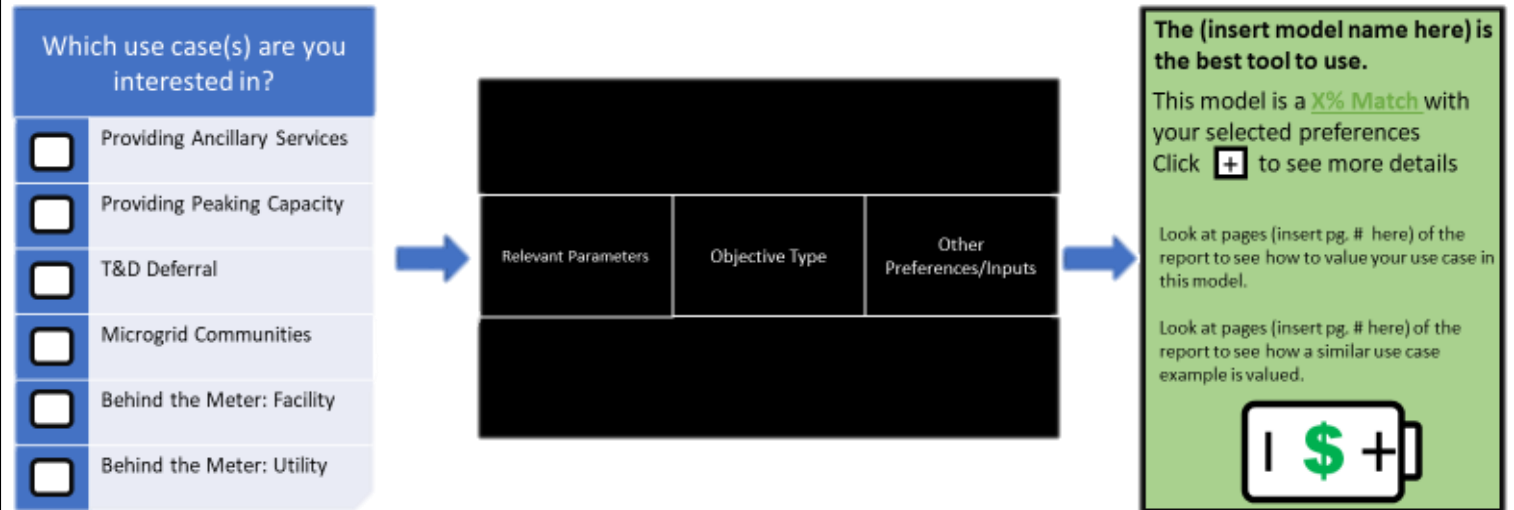 Which use case(s) are you
interested in?
Providing Ancillary Services
Providing Peaking Capacity
T&D Deferral
Microgrid Communities
Behind the Meter: Facility
Behind the Meter: Utility
Relevant Parameters
Objective Type
Other
Preferences/Inputs
The (insert model name here) is
the best tool to use.
This model is a X% Match with
your selected preferences
Click + to see more details
Look at pages (insert pg. # here) of the
report to see how to value your use case in
this model.
Look at pages (insert pg. # here) of the
report to see how a similar use case
example is valued.
| $ +